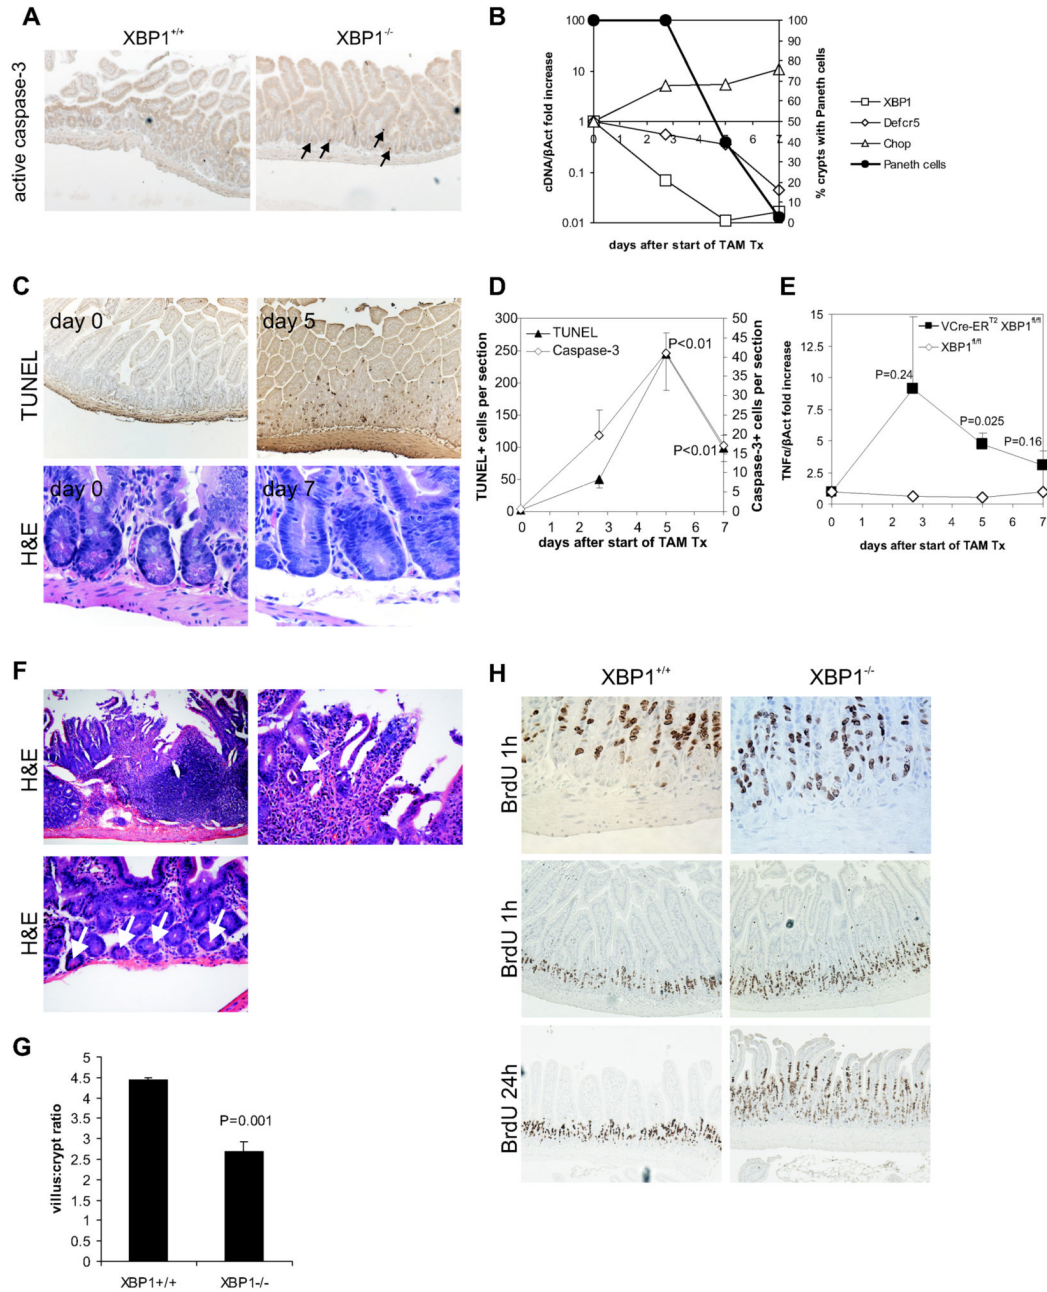 A
XBP1+/+
XBP1-/-
active caspase-3
B
cDNA/βAct fold increase
100
10
1
0.1
0.01
0 1 2 3 4 5 6 7
100
90
80
70
60
50
40
30
20
10
0
% crypts with Paneth cells
days after start of TAM Tx
XBP1
Defcr5
Chop
Paneth cells
C
TUNEL
day 0
day 5
H&E
day 0
day 7
D
TUNEL+ cells per section
300
250
200
150
100
50
0
TUNEL
Caspase-3
P<0.01
P<0.01
50
45
40
35
30
25
20
15
10
5
0
Caspase-3+ cells per section
0 1 2 3 4 5 6 7
days after start of TAM Tx
E
TNFα/βAct fold increase
15
12.5
10
7.5
5
2.5
0
VCre-ERT2 XBP1fl/fl
XBP1fl/fl
P=0.24
P=0.025
P=0.16
0 1 2 3 4 5 6 7
days after start of TAM Tx
F
H&E
H&E
G
villus:crypt ratio
5
4.5
4
3.5
3
2.5
2
1.5
1
0.5
0
P=0.001
XBP1+/+
XBP1-/-
H
XBP1+/+
XBP1-/-
BrdU 1h
BrdU 1h
BrdU 24h